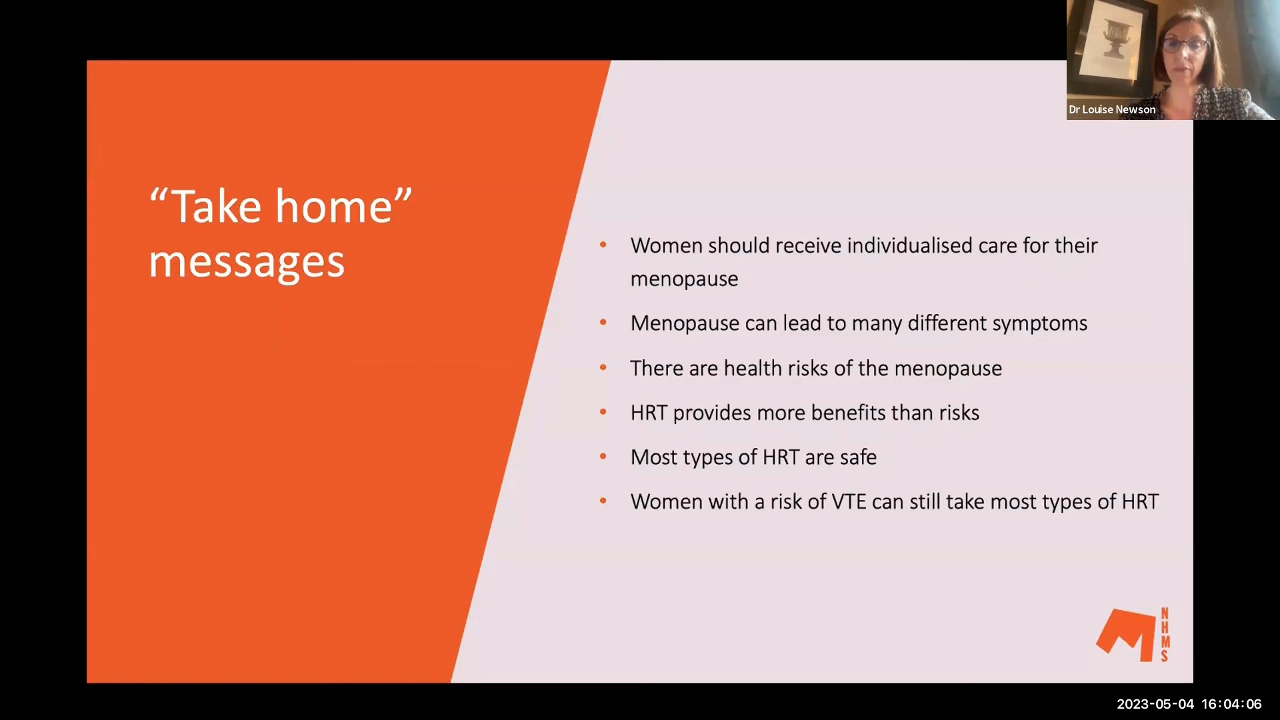 Dr Louise Newson
“Take home”
messages
• Women should receive individualised care for their
menopause
• Menopause can lead to many different symptoms
• There are health risks of the menopause
• HRT provides more benefits than risks
• Most types of HRT are safe
• Women with a risk of VTE can still take most types of HRT
NHMS
2023-05-04 16:04:06